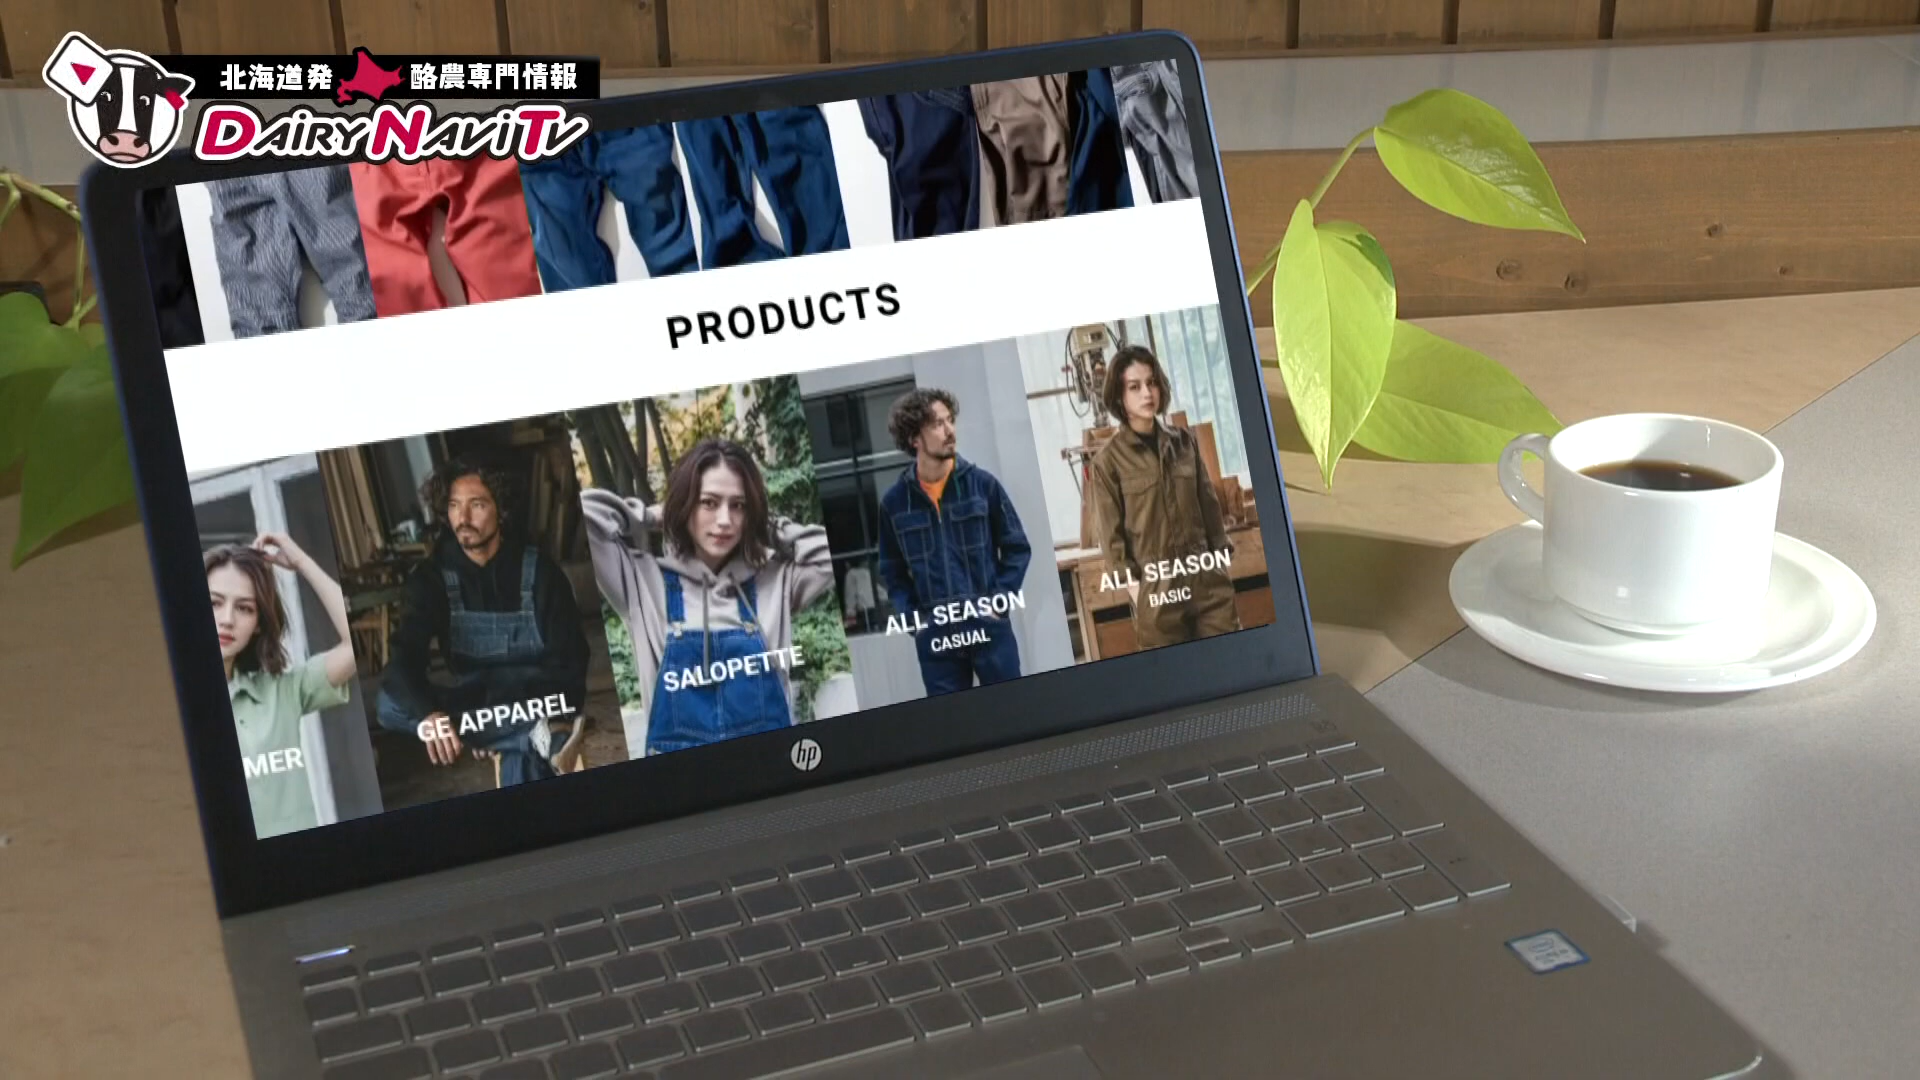 北海道発 酪農専門情報
DAIRY NAVI TV
PRODUCTS
MER
GE APPAREL
SALOPETTE
ALL SEASON
CASUAL
ALL SEASON
BASIC
hp